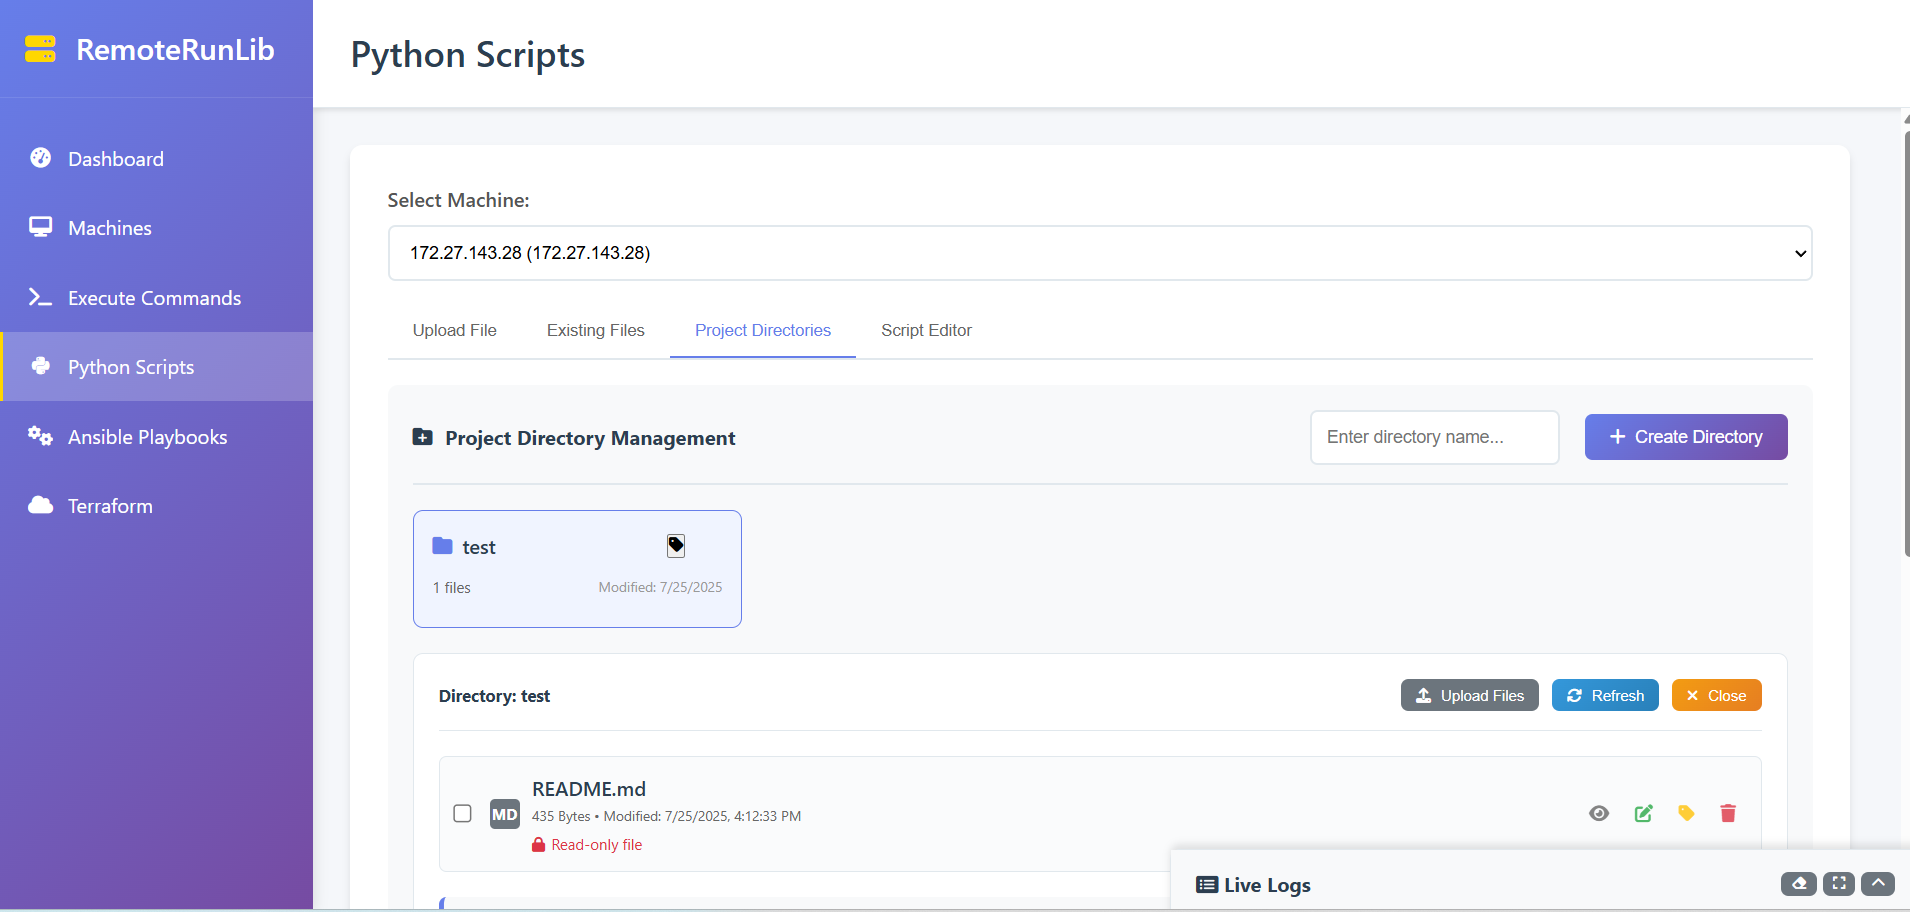 RemoteRunLib
Dashboard
Machines
Execute Commands
Python Scripts
Ansible Playbooks
Terraform
Python Scripts
Select Machine:
172.27.143.28 (172.27.143.28)
Upload File
Existing Files
Project Directories
Script Editor
Project Directory Management
Enter directory name...
Create Directory
test
1 files
Modified: 7/25/2025
Directory: test
Upload Files
Refresh
Close
MD
README.md
435 Bytes • Modified: 7/25/2025, 4:12:33 PM
Read-only file
Live Logs